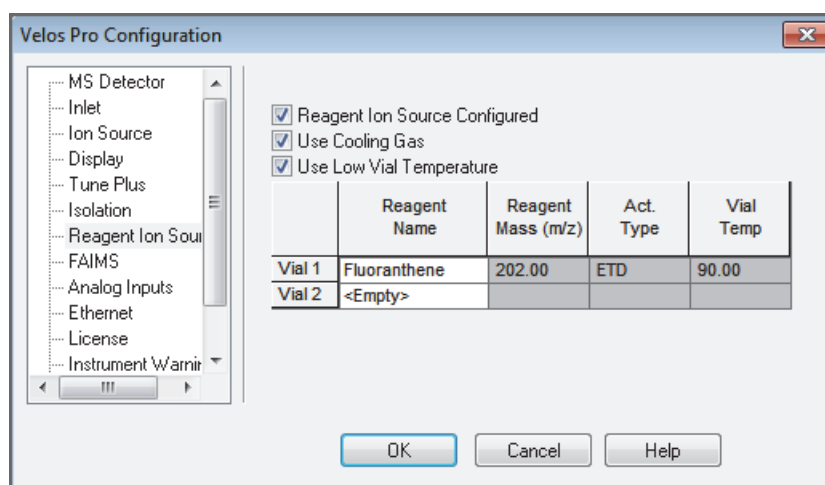 Velos Pro Configuration
MS Detector
Inlet
Ion Source
Display
Tune Plus
Isolation
Reagent Ion Sour
FAIMS
Analog Inputs
Ethernet
License
Instrument Warnin
Reagent Ion Source Configured
Use Cooling Gas
Use Low Vial Temperature
Reagent Name Reagent Mass (m/z) Act. Type Vial Temp
Vial 1 Fluoranthene 202.00 ETD 90.00
Vial 2 <Empty>
OK Cancel Help